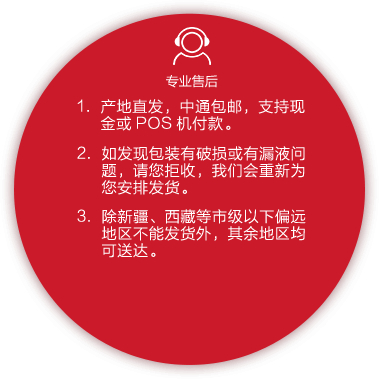 专业售后
1. 产地直发，中通包邮，支持现
金或 POS 机付款。
2. 如发现包装有破损或有漏液问
题，请您拒收，我们会重新为
您安排发货。
3. 除新疆、西藏等市级以下偏远
地区不能发货外，其余地区均
可送达。